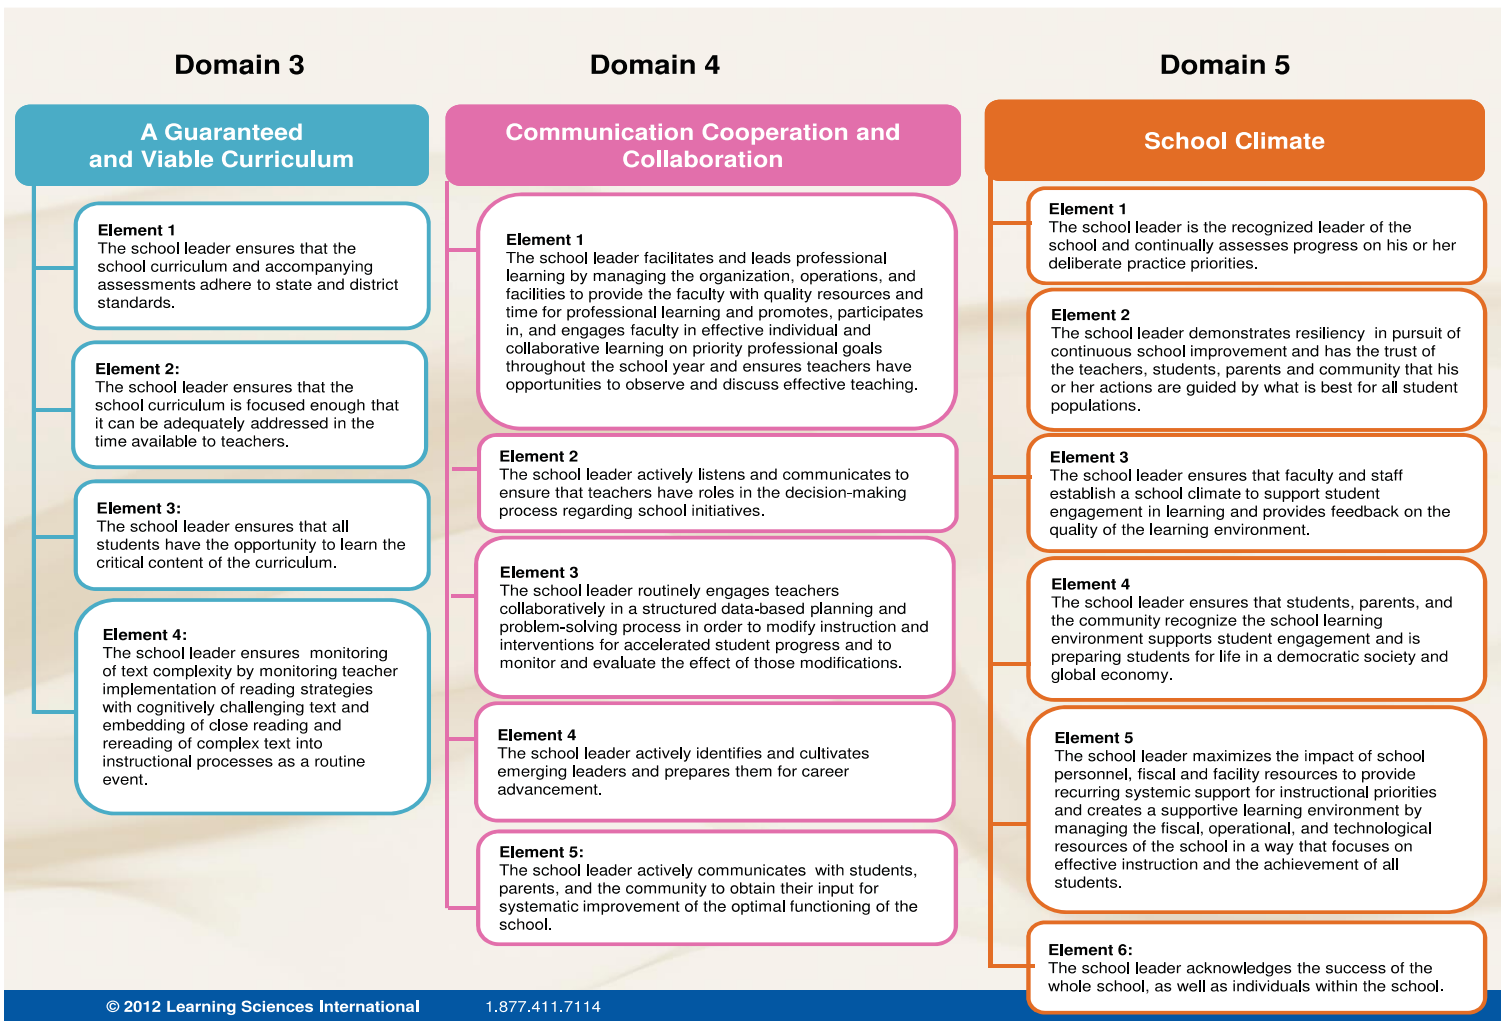 Domain 3
A Guaranteed
and Viable Curriculum
Element 1
The school leader ensures that the
school curriculum and accompanying
assessments adhere to state and district
standards.
Element 2:
The school leader ensures that the
school curriculum is focused enough that
it can be adequately addressed in the
time available to teachers.
Element 3:
The school leader ensures that all
students have the opportunity to learn the
critical content of the curriculum.
Element 4:
The school leader ensures monitoring
of text complexity by monitoring teacher
implementation of reading strategies
with cognitively challenging text and
embedding of close reading and
rereading of complex text into
instructional processes as a routine
event.
Domain 4
Communication Cooperation and
Collaboration
Element 1
The school leader facilitates and leads professional
learning by managing the organization, operations, and
facilities to provide the faculty with quality resources and
time for professional learning and promotes, participates
in, and engages faculty in effective individual and
collaborative learning on priority professional goals
throughout the school year and ensures teachers have
opportunities to observe and discuss effective teaching.
Element 2
The school leader actively listens and communicates to
ensure that teachers have roles in the decision-making
process regarding school initiatives.
Element 3
The school leader routinely engages teachers
collaboratively in a structured data-based planning and
problem-solving process in order to modify instruction and
interventions for accelerated student progress and to
monitor and evaluate the effect of those modifications.
Element 4
The school leader actively identifies and cultivates
emerging leaders and prepares them for career
advancement.
Element 5:
The school leader actively communicates with students,
parents, and the community to obtain their input for
systematic improvement of the optimal functioning of the
school.
Domain 5
School Climate
Element 1
The school leader is the recognized leader of the
school and continually assesses progress on his or her
deliberate practice priorities.
Element 2
The school leader demonstrates resiliency in pursuit of
continuous school improvement and has the trust of
the teachers, students, parents and community that his
or her actions are guided by what is best for all student
populations.
Element 3
The school leader ensures that faculty and staff
establish a school climate to support student
engagement in learning and provides feedback on the
quality of the learning environment.
Element 4
The school leader ensures that students, parents, and
the community recognize the school learning
environment supports student engagement and is
preparing students for life in a democratic society and
global economy.
Element 5
The school leader maximizes the impact of school
personnel, fiscal and facility resources to provide
recurring systemic support for instructional priorities
and creates a supportive learning environment by
managing the fiscal, operational, and technological
resources of the school in a way that focuses on
effective instruction and the achievement of all
students.
Element 6:
The school leader acknowledges the success of the
whole school, as well as individuals within the school.
© 2012 Learning Sciences International 1.877.411.7114